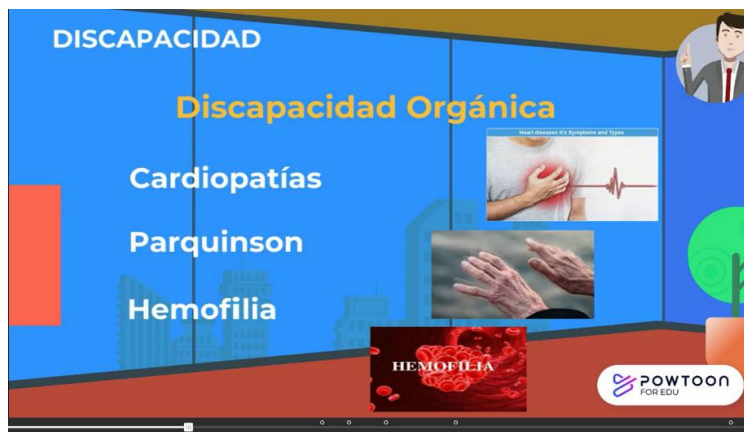 DISCAPACIDAD
Discapacidad Orgánica
Heart diseases It's Symptoms and Types
Cardiopatías
Parquinson
Hemofilia
HEMOFILIA
POWTOON
FOR EDU